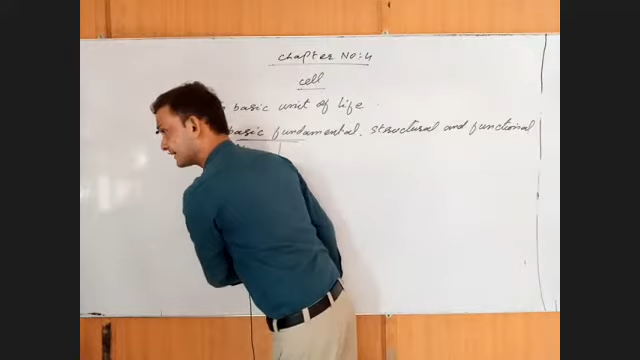 Chapter No:4
Cell
basic unit of life
basic fundamental, structural and functional